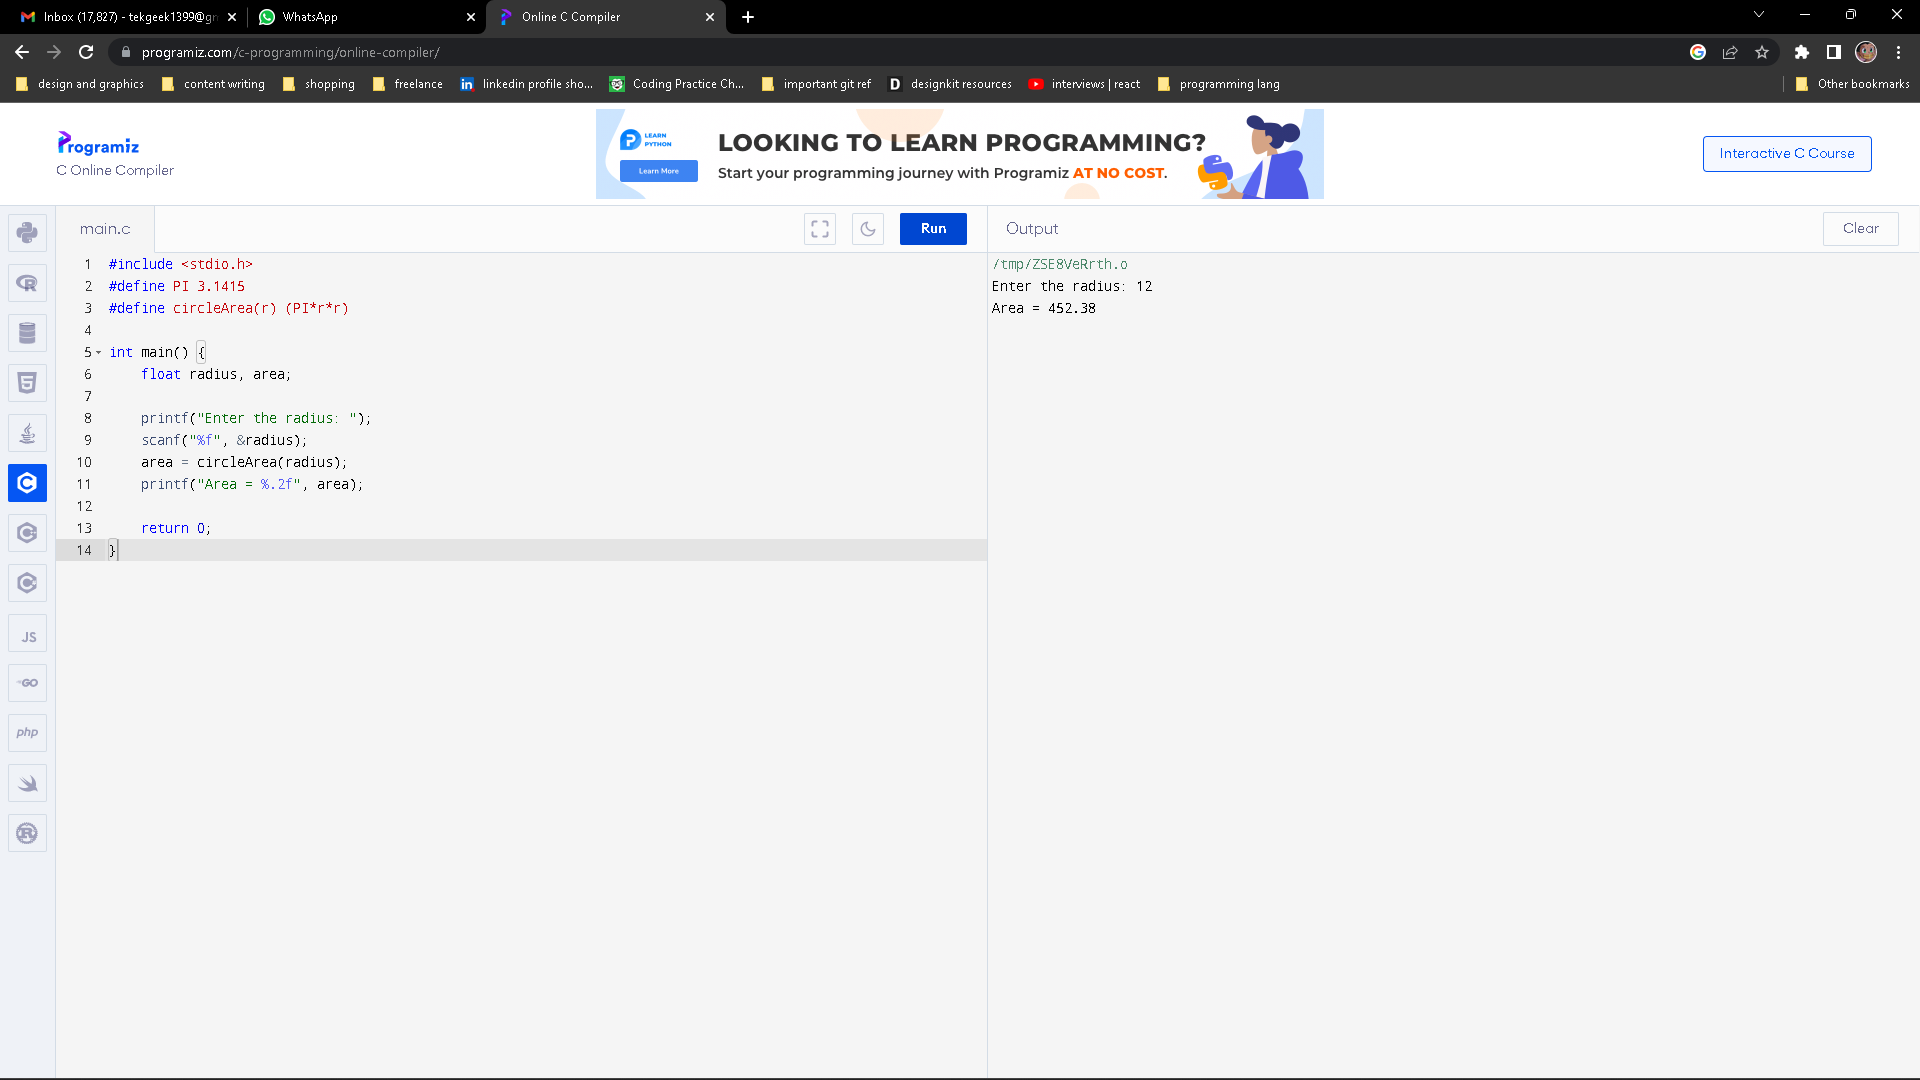 Inbox (17,827) - tekgeek1399@gm
WhatsApp
Online C Compiler
programiz.com/c-programming/online-compiler/
design and graphics
content writing
shopping
freelance
linkedin profile sho...
Coding Practice Ch...
important git ref
designkit resources
interviews | react
programming lang
Other bookmarks
Programiz
C Online Compiler
LEARN
PYTHON
Learn More
LOOKING TO LEARN PROGRAMMING?
Start your programming journey with Programiz AT NO COST.
Interactive C Course
main.c
Run
Output
Clear
1 #include <stdio.h>
2 #define PI 3.1415
3 #define circleArea(r) (PI*r*r)
4
5 int main() {
6 float radius, area;
7
8 printf("Enter the radius: ");
9 scanf("%f", &radius);
10 area = circleArea(radius);
11 printf("Area = %.2f", area);
12
13 return 0;
14 }
/tmp/ZSE8VeRrth.o
Enter the radius: 12
Area = 452.38
JS
GO
php